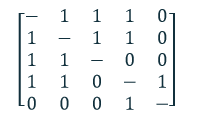 − 1 1 1 0
1 − 1 1 0
1 1 − 0 0
1 1 0 − 1
0 0 0 1 −